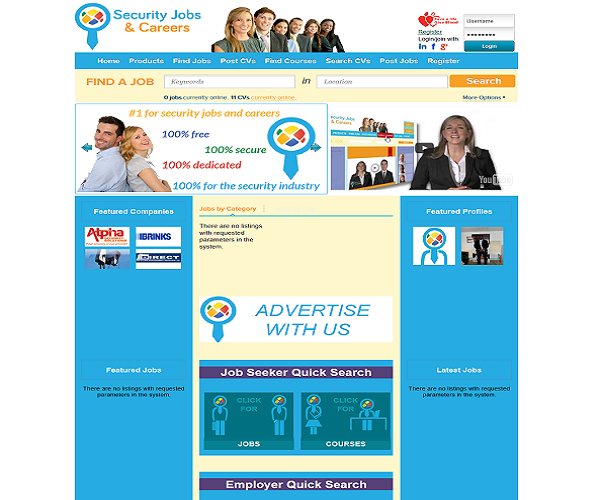 Security Jobs
& Careers
save a life
Give Blood
Register
Login/join with
Username
Login
Home Products Find Jobs Post CVs Find Courses Search CVs Post Jobs Register
FIND A JOB Keywords in Location Search
0 jobs currently online. 11 CVs currently online. More Options
#1 for security jobs and careers
100% free
100% secure
100% dedicated
100% for the security industry
YouTube
Featured Companies
Alpha
BRINKS
DIRECT
Jobs by Category
There are no listings
with requested
parameters in the
system.
Featured Profiles
ADVERTISE
WITH US
Featured Jobs
There are no listings with requested
parameters in the system.
Job Seeker Quick Search
CLICK
FOR
JOBS
CLICK
FOR
COURSES
Employer Quick Search
Latest Jobs
There are no listings with requested
parameters in the system.